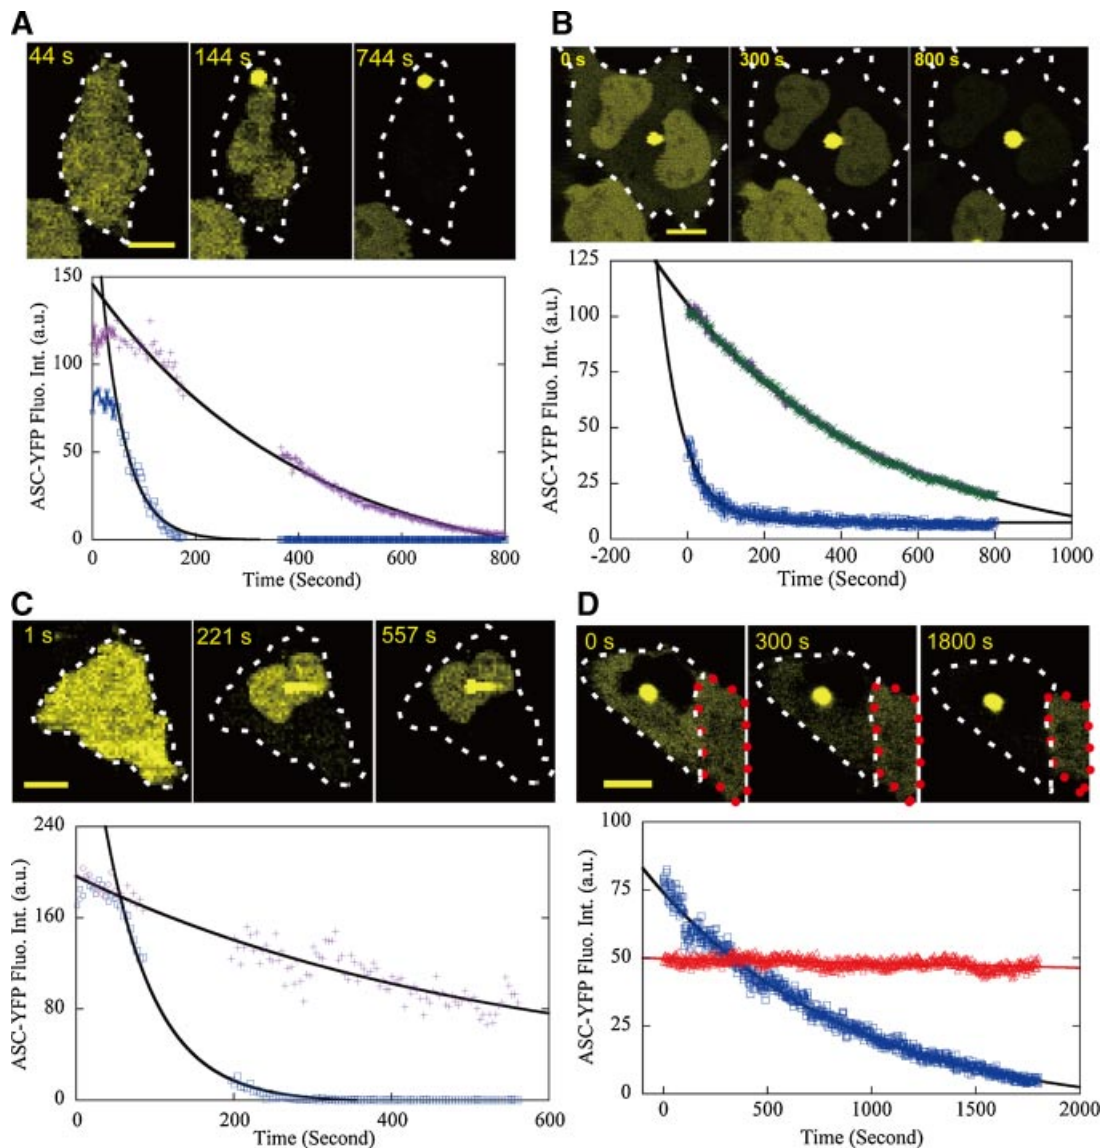 A
44 s 144 s 744 s
150
100
50
0
ASC-YFP Fluo. Int. (a.u.)
0 200 400 600 800
Time (Second)
B
0 s 300 s 800 s
125
100
75
50
25
0
ASC-YFP Fluo. Int. (a.u.)
-200 0 200 400 600 800 1000
Time (Second)
C
1 s 221 s 557 s
240
160
80
0
ASC-YFP Fluo. Int. (a.u.)
0 200 400 600
Time (Second)
D
0 s 300 s 1800 s
100
75
50
25
0
ASC-YFP Fluo. Int. (a.u.)
0 500 1000 1500 2000
Time (Second)